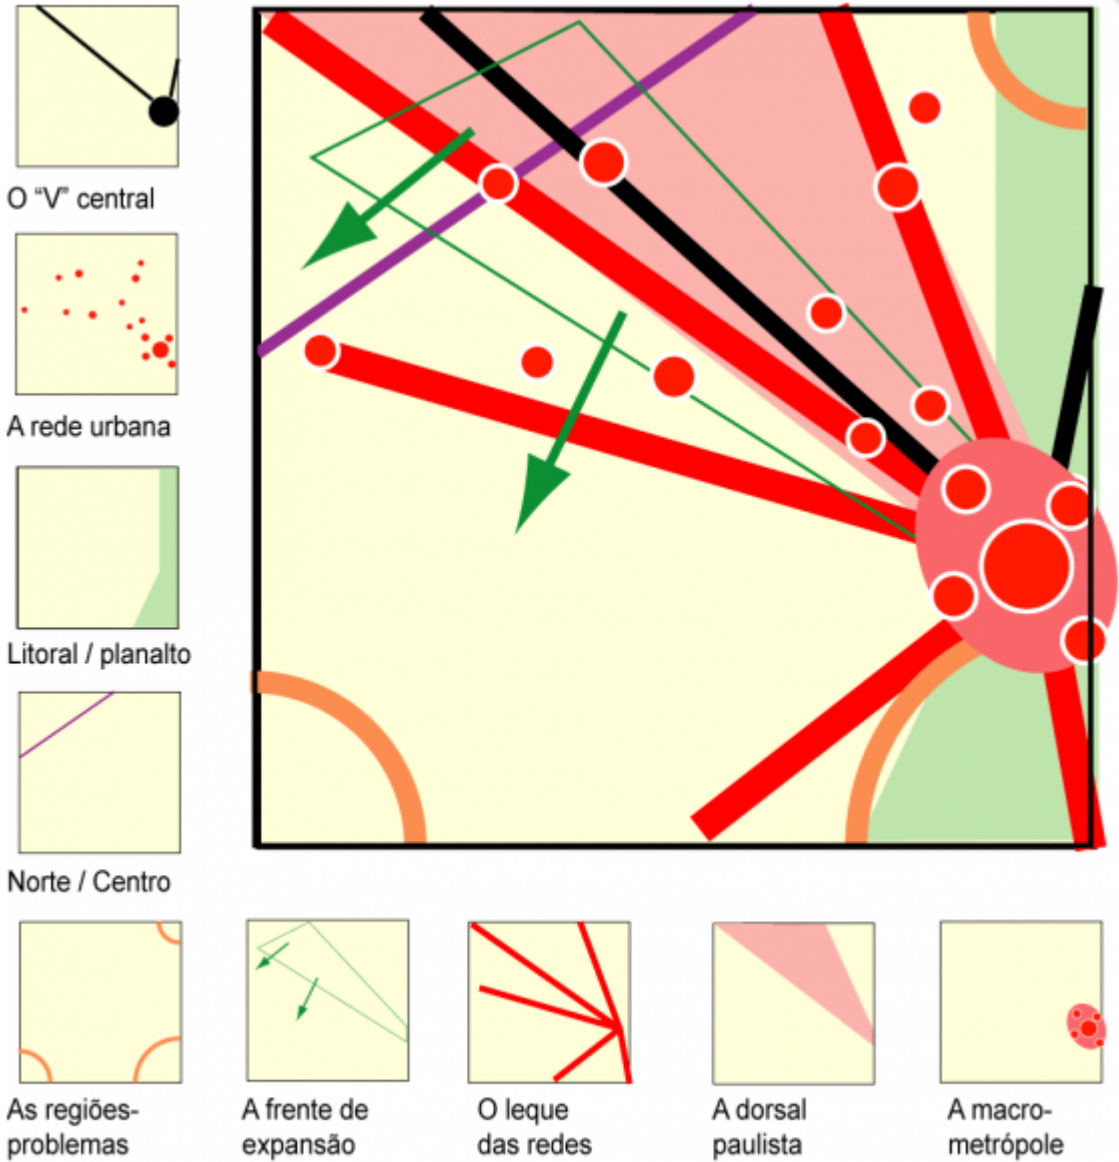 O “V” central
A rede urbana
Litoral / planalto
Norte / Centro
As regiões-
problemas
A frente de
expansão
O leque
das redes
A dorsal
paulista
A macro-
metrópole